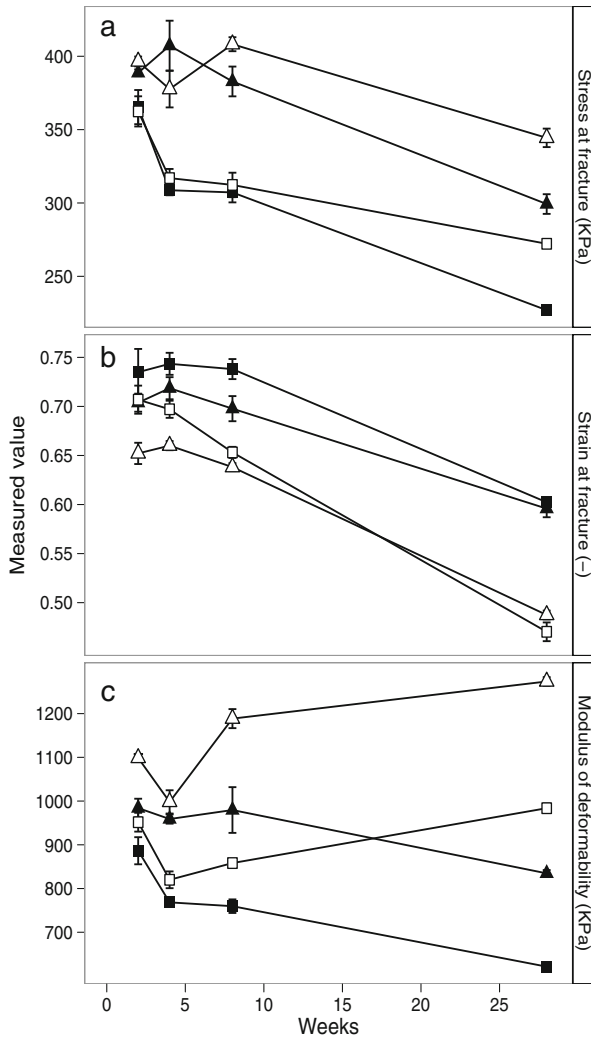 a
400
350
300
250
Stress at fracture (KPa)
b
0.75
0.70
0.65
0.60
0.55
0.50
Strain at fracture (–)
Measured value
c
1200
1100
1000
900
800
700
Modulus of deformability (KPa)
0 5 10 15 20 25
Weeks